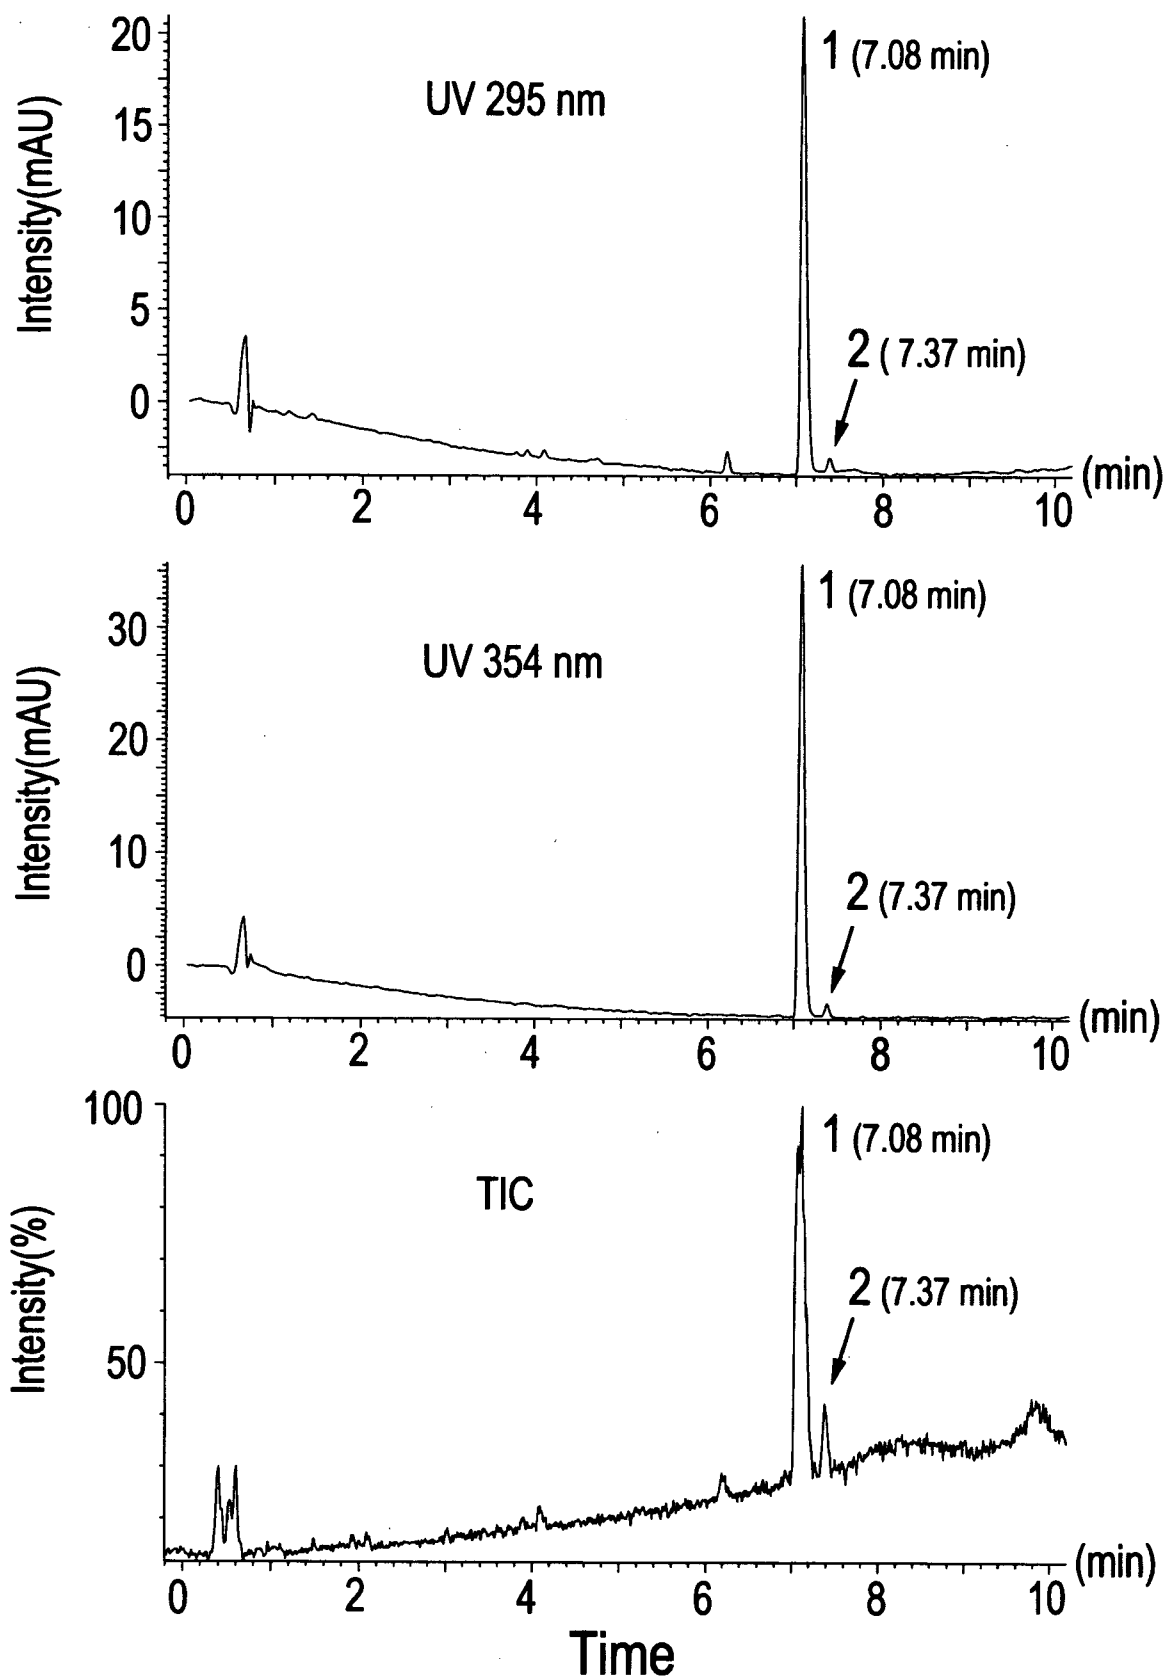 20
1 (7.08 min)
UV 295 nm
15
10
5
2 ( 7.37 min)
0
Intensity(mAU)
(min)
0 2 4 6 8 10
1 (7.08 min)
30
UV 354 nm
20
10
2 (7.37 min)
0
Intensity(mAU)
(min)
0 2 4 6 8 10
100
1 (7.08 min)
TIC
2 (7.37 min)
50
Intensity(%)
(min)
0 2 4 6 8 10
Time